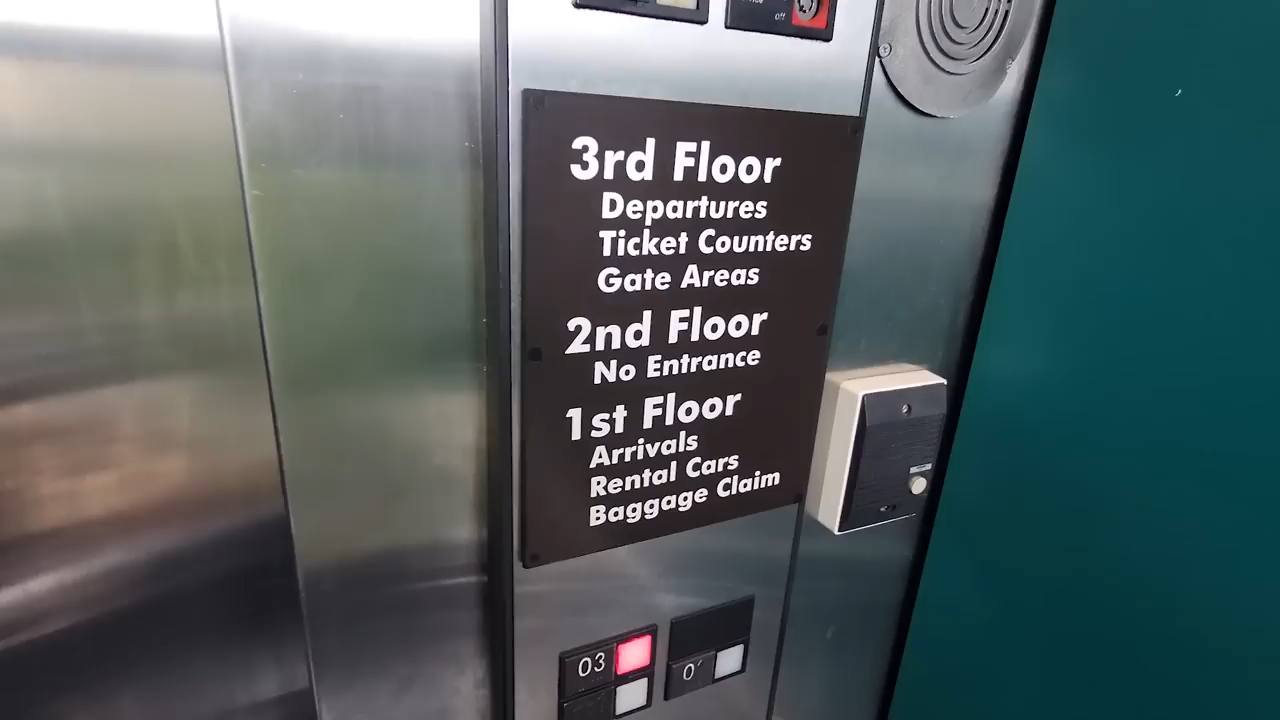 off
3rd Floor
Departures
Ticket Counters
Gate Areas
2nd Floor
No Entrance
1st Floor
Arrivals
Rental Cars
Baggage Claim
03